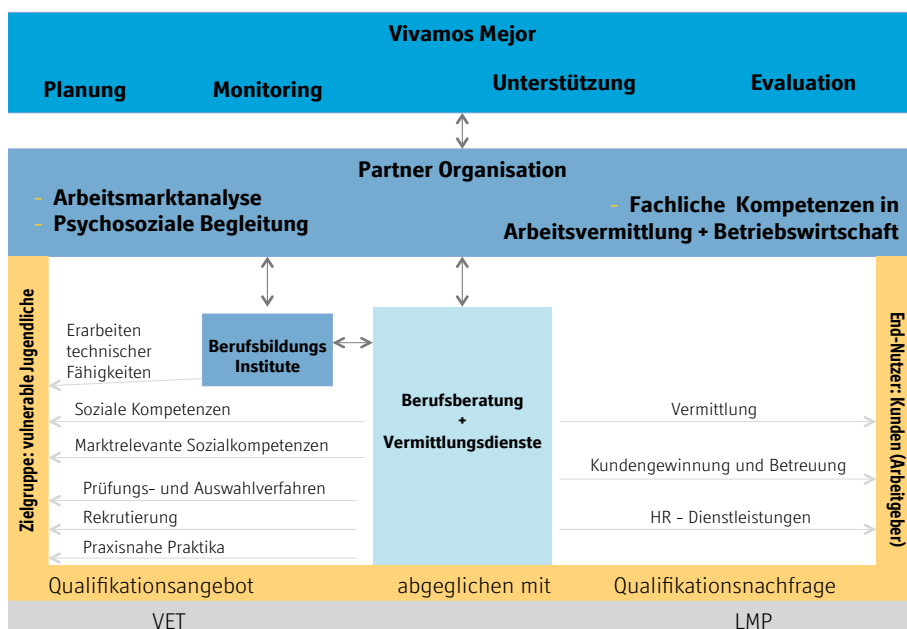 Vivamos Mejor
Planung Monitoring Unterstützung Evaluation
Partner Organisation
- Arbeitsmarktanalyse
- Psychosoziale Begleitung
- Fachliche Kompetenzen in
Arbeitsvermittlung + Betriebswirtschaft
Zielgruppe: vulnerable Jugendliche
Erarbeiten
technischer
Fähigkeiten
Berufsbildungs
Institute
Soziale Kompetenzen
Marktrelevante Sozialkompetenzen
Prüfungs- und Auswahlverfahren
Rekrutierung
Praxisnahe Praktika
Berufsberatung
+
Vermittlungsdienste
Vermittlung
Kundengewinnung und Betreuung
HR - Dienstleistungen
End-Nutzer: Kunden (Arbeitgeber)
Qualifikationsangebot abgeglichen mit Qualifikationsnachfrage
VET LMP